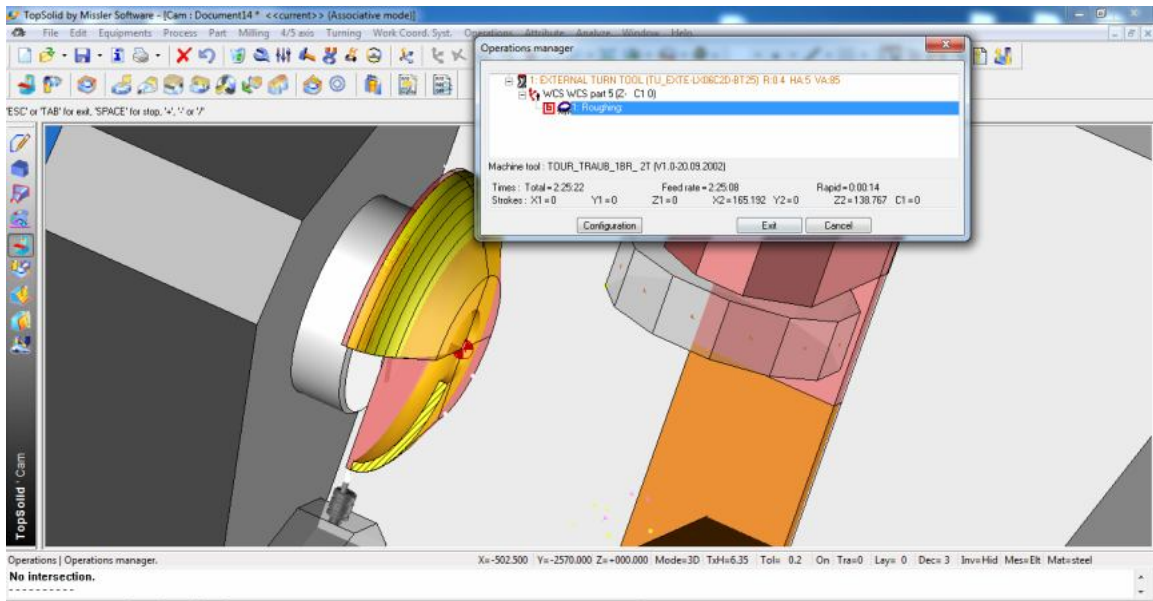 TopSolid by Missler Software - [Cam : Document14 * <<current>> (Associative mode)]
File Edit Equipments Process Part Milling 4/5 axis Turning Work Coord. Syst. Operations Attribute Analyze Window Help
Operations manager
1: EXTERNAL TURN TOOL (TU_EXTE-LX06C2D-BT25) R:0.4 HA:5 VA:85
WCS WCS part 5 (Z- C1 0)
1: Roughing
'ESC' or 'TAB' for exit, 'SPACE' for stop, '+', '-' or '/'
Machine tool : TOUR_TRAUB_1BR_ 2T (V1.0-20.09.2002)
Times : Total = 2:25:22 Feed rate = 2:25:08 Rapid = 0:00:14
Strokes : X1 = 0 Y1 = 0 Z1 = 0 X2 = 165.192 Y2 = 0 Z2 = 138.767 C1 = 0
Configuration Exit Cancel
TopSolid'Cam
Operations | Operations manager. X=-502.500 Y=-2570.000 Z=+000.000 Mode=3D TxH=6.35 Tol= 0.2 On Tra=0 Lay= 0 Dec= 3 Inv=Hid Mes=Elt Mat=steel
No intersection.
----------